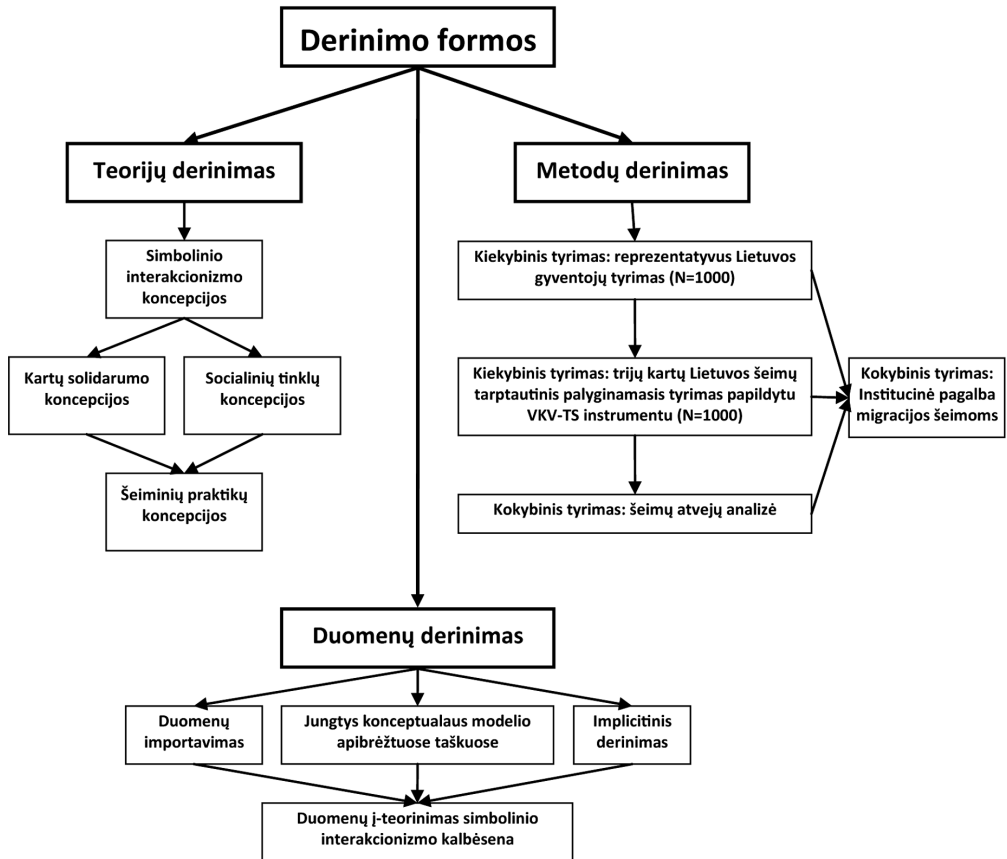 Derinimo formos
Teorijų derinimas
Simbolinio
interakcionizmo
koncepcijos
Kartų solidarumo
koncepcijos
Socialinių tinklų
koncepcijos
Šeiminių praktikų
koncepcijos
Metodų derinimas
Kiekybinis tyrimas: reprezentatyvus Lietuvos
gyventojų tyrimas (N=1000)
Kiekybinis tyrimas: trijų kartų Lietuvos šeimų
tarptautinis palyginamasis tyrimas papildytu
VKV-TS instrumentu (N=1000)
Kokybinis tyrimas: šeimų atvejų analizė
Kokybinis tyrimas:
Institucinė pagalba
migracijos šeimoms
Duomenų derinimas
Duomenų
importavimas
Jungtys konceptualaus modelio
apibrėžtuose taškuose
Implicitinis
derinimas
Duomenų į-teorinimas simbolinio
interakcionizmo kalbėsena